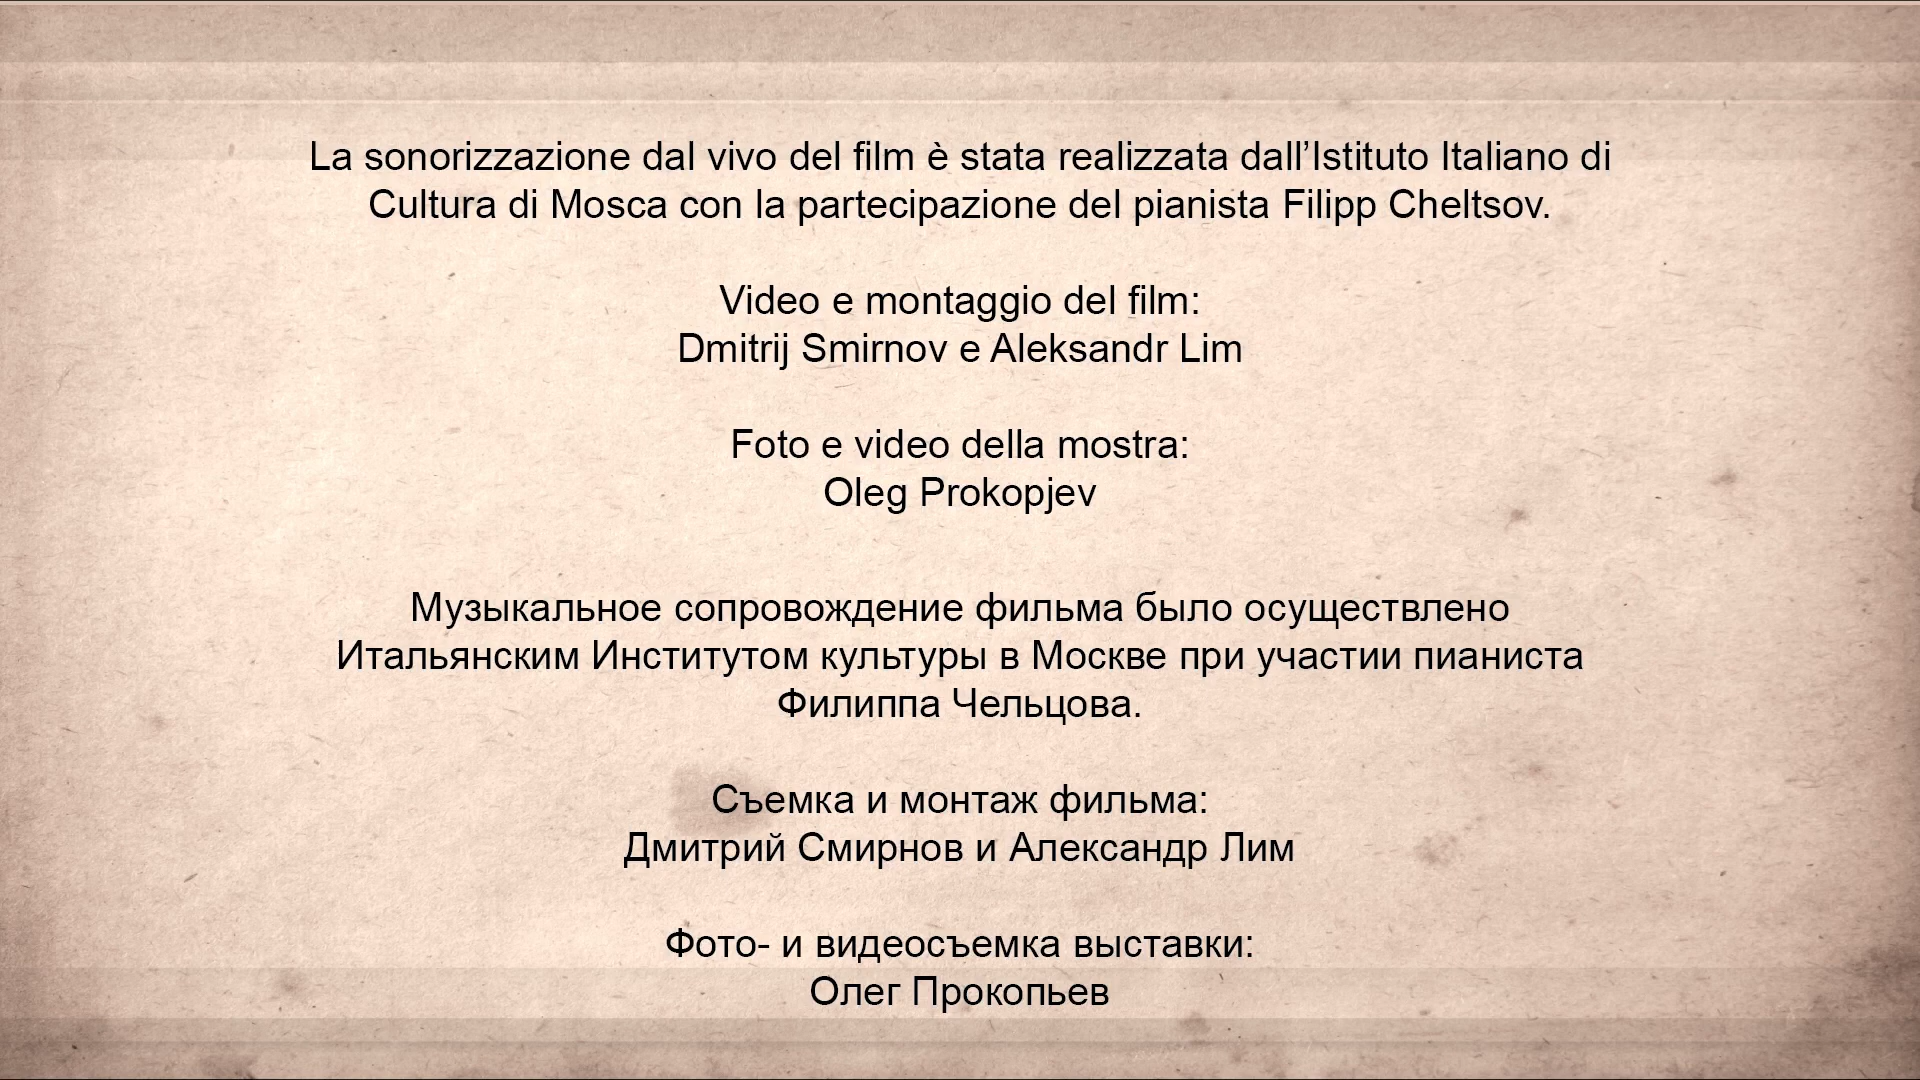 La sonorizzazione dal vivo del film è stata realizzata dall’Istituto Italiano di
Cultura di Mosca con la partecipazione del pianista Filipp Cheltsov.
Video e montaggio del film:
Dmitrij Smirnov e Aleksandr Lim
Foto e video della mostra:
Oleg Prokopjev
Музыкальное сопровождение фильма было осуществлено
Итальянским Институтом культуры в Москве при участии пианиста
Филиппа Чельцова.
Съемка и монтаж фильма:
Дмитрий Смирнов и Александр Лим
Фото- и видеосъемка выставки:
Олег Прокопьев